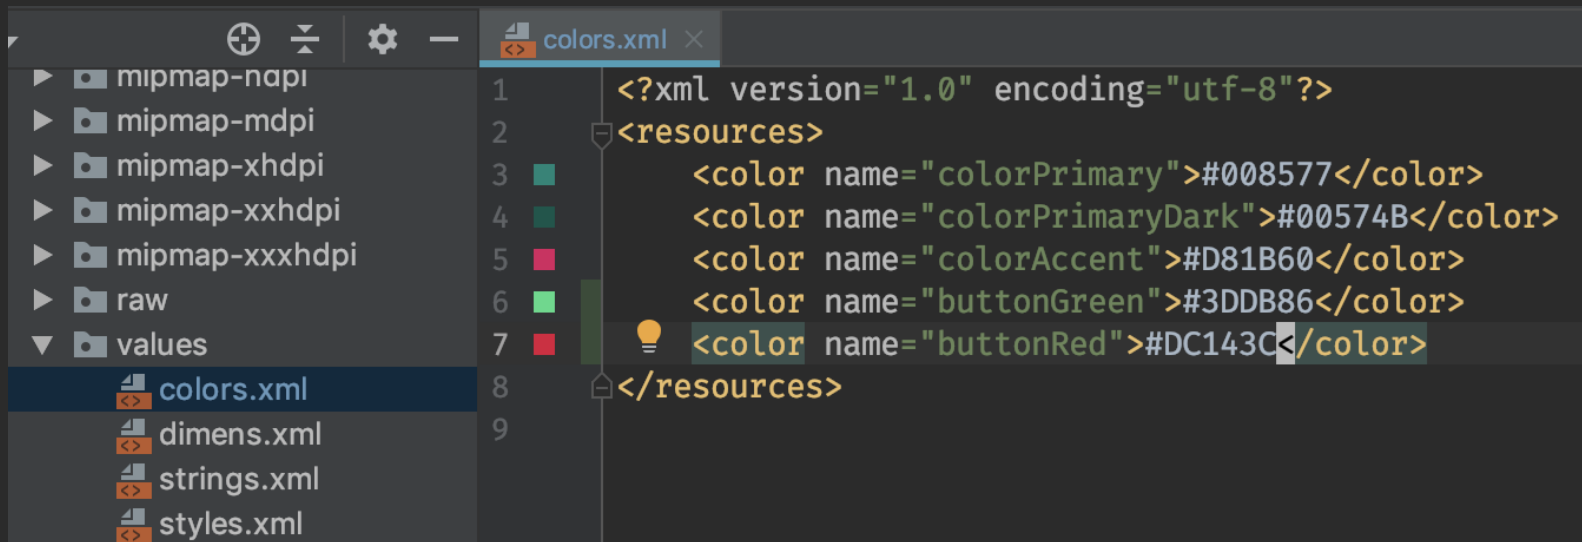 mipmap-hdpi
mipmap-mdpi
mipmap-xhdpi
mipmap-xxhdpi
mipmap-xxxhdpi
raw
values
colors.xml
dimens.xml
strings.xml
styles.xml
colors.xml
1 <?xml version="1.0" encoding="utf-8"?>
2 <resources>
3 <color name="colorPrimary">#008577</color>
4 <color name="colorPrimaryDark">#00574B</color>
5 <color name="colorAccent">#D81B60</color>
6 <color name="buttonGreen">#3DDB86</color>
7 <color name="buttonRed">#DC143C</color>
8 </resources>
9